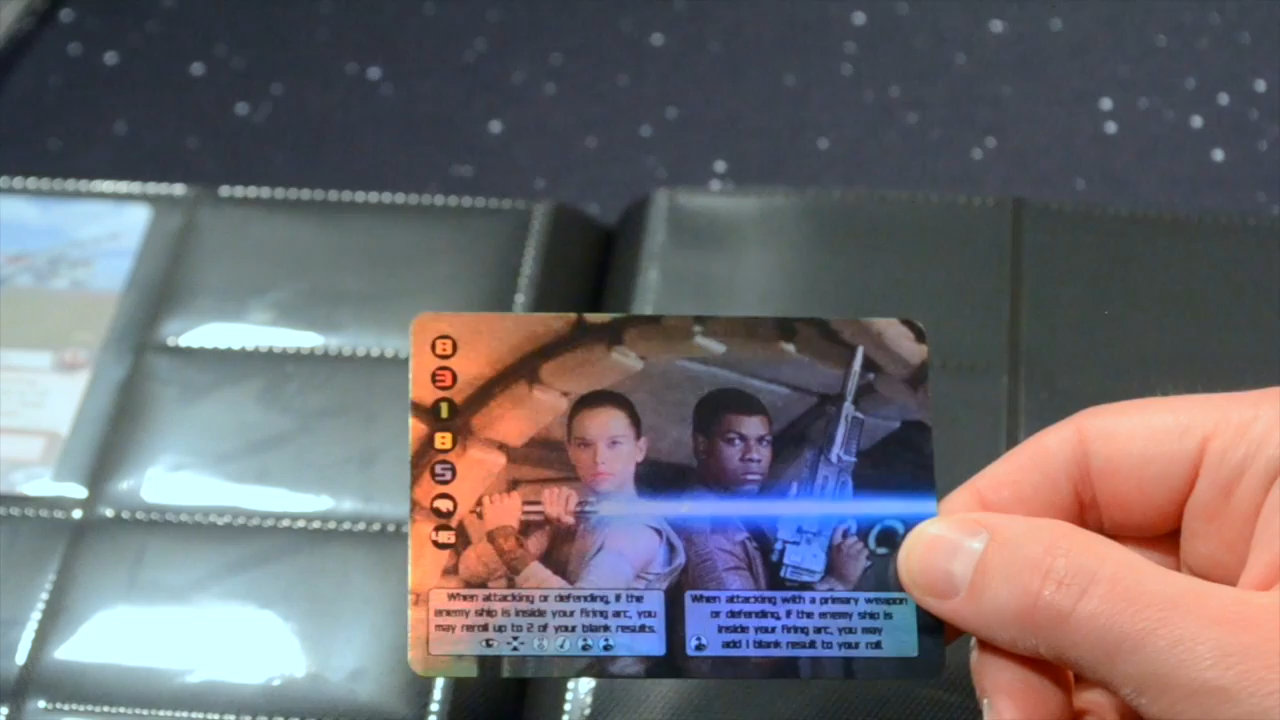 8
3
1
8
5
46
When attacking or defending, if the
enemy ship is inside your firing arc, you
may reroll up to 2 of your blank results.
When attacking with a primary weapon
or defending, if the enemy ship is
inside your firing arc, you may
add 1 blank result to your roll